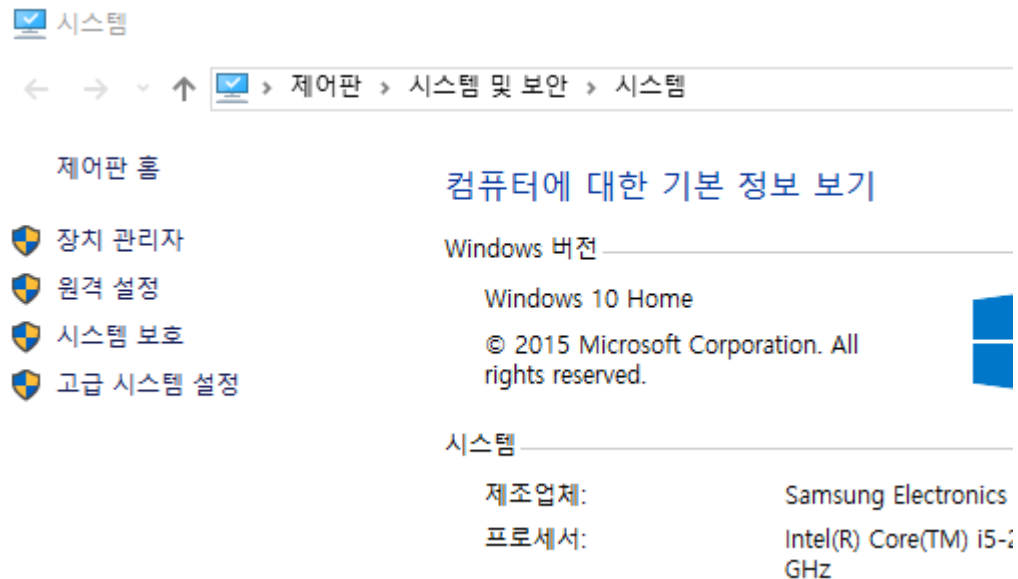 시스템
제어판 › 시스템 및 보안 › 시스템
제어판 홈
장치 관리자
원격 설정
시스템 보호
고급 시스템 설정
컴퓨터에 대한 기본 정보 보기
Windows 버전
Windows 10 Home
© 2015 Microsoft Corporation. All
rights reserved.
시스템
제조업체: Samsung Electronics
프로세서: Intel(R) Core(TM) i5-2
GHz